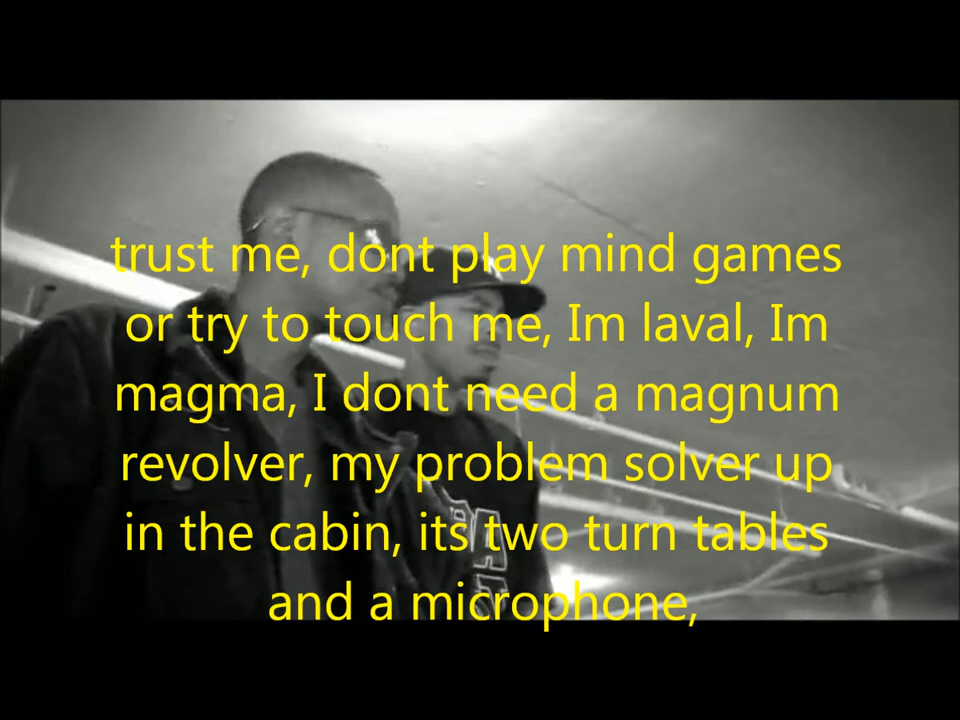 trust me, dont play mind games
or try to touch me, Im laval, Im
magma, I dont need a magnum
revolver, my problem solver up
in the cabin, its two turn tables
and a microphone,